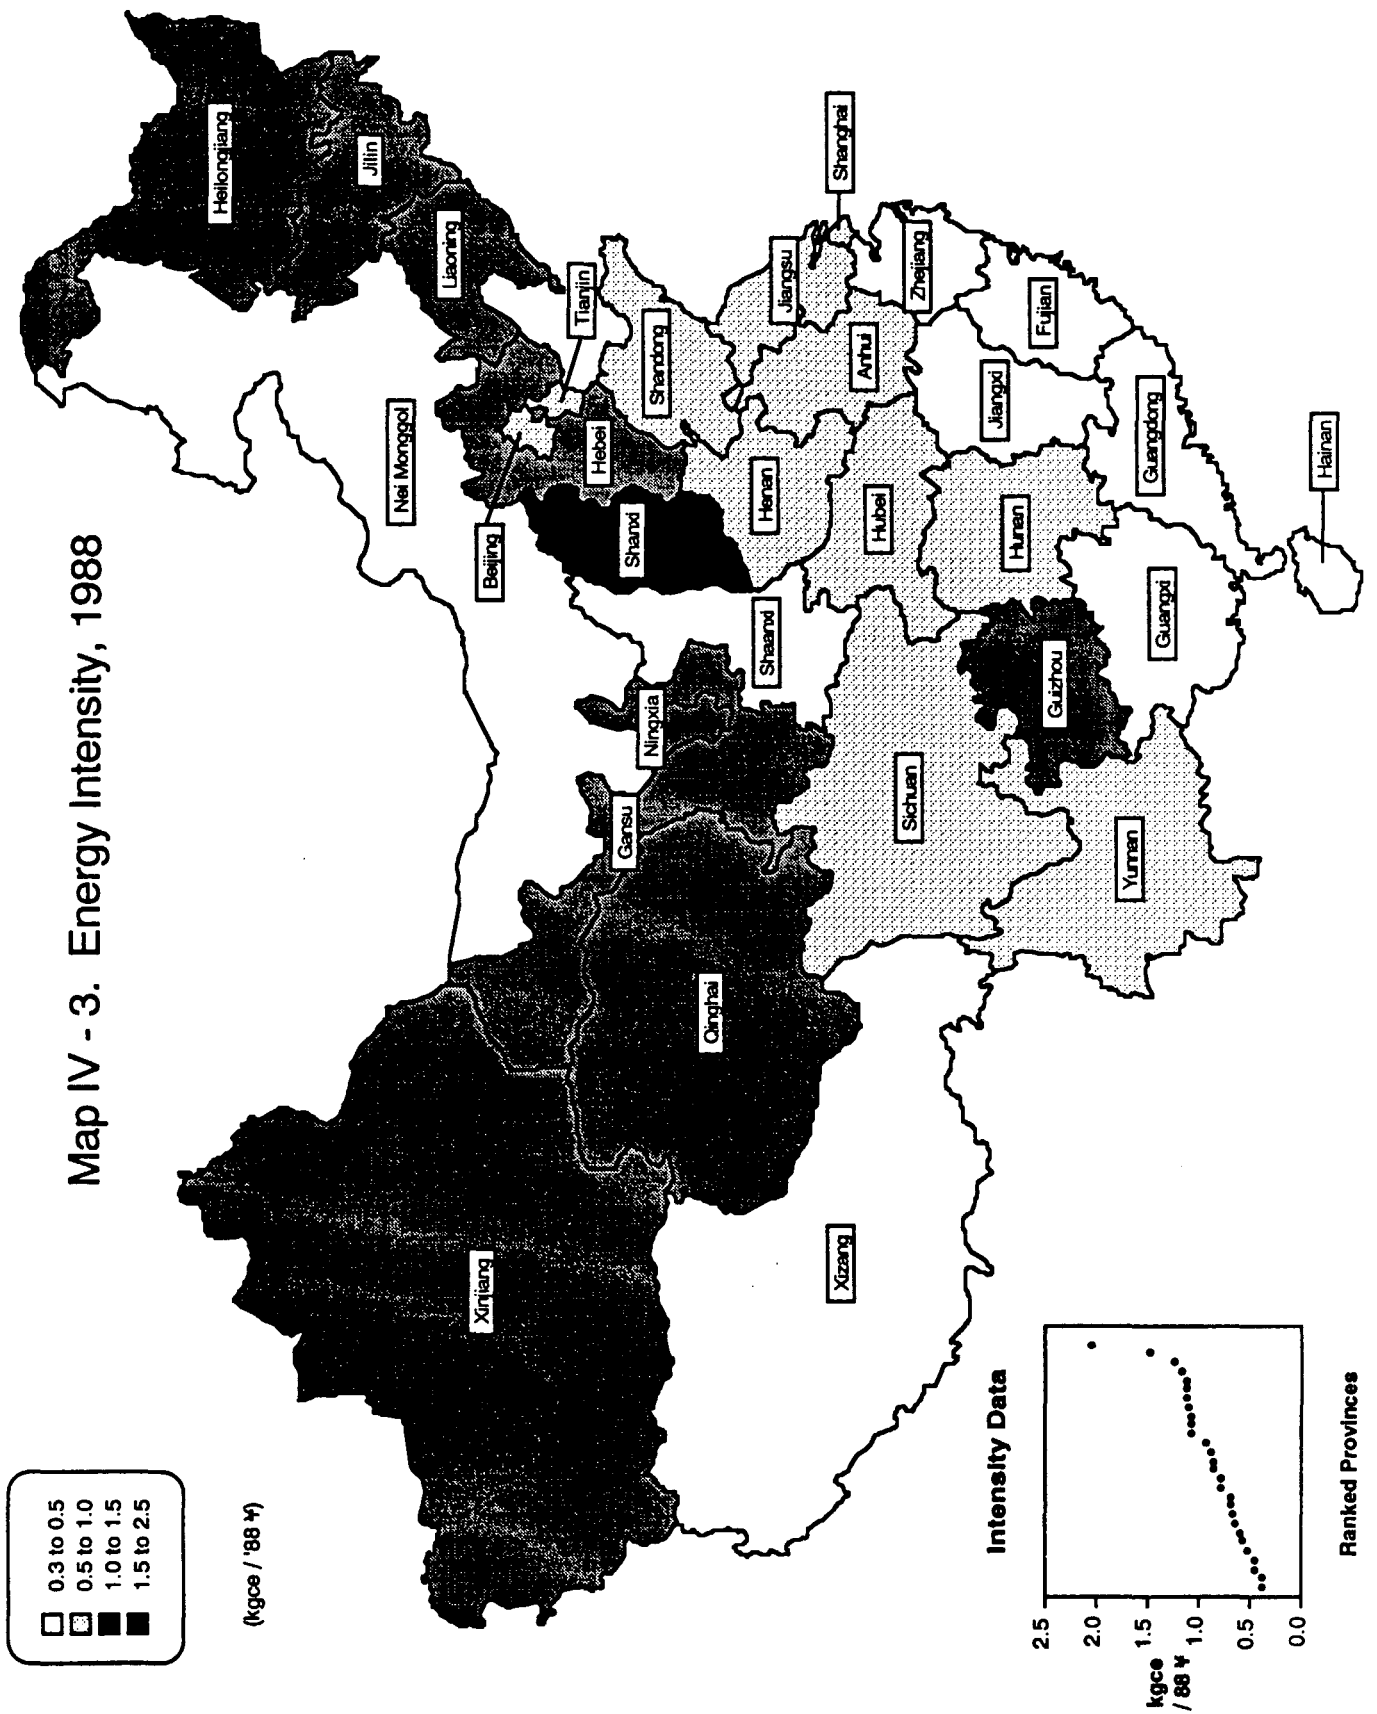 Map IV - 3. Energy Intensity, 1988
0.3 to 0.5
0.5 to 1.0
1.0 to 1.5
1.5 to 2.5
(kgce / '88 ¥)
Heilongjiang
Jilin
Liaoning
Nei Monggol
Beijing
Tianjin
Hebei
Shanxi
Shandong
Xinjiang
Gansu
Ningxia
Qinghai
Shaanxi
Henan
Jiangsu
Shanghai
Anhui
Xizang
Sichuan
Hubei
Zhejiang
Jiangxi
Hunan
Fujian
Guizhou
Yunnan
Guangxi
Guangdong
Hainan
Intensity Data
2.5
2.0
1.5
1.0
0.5
0.0
kgce
/ 88 ¥
Ranked Provinces